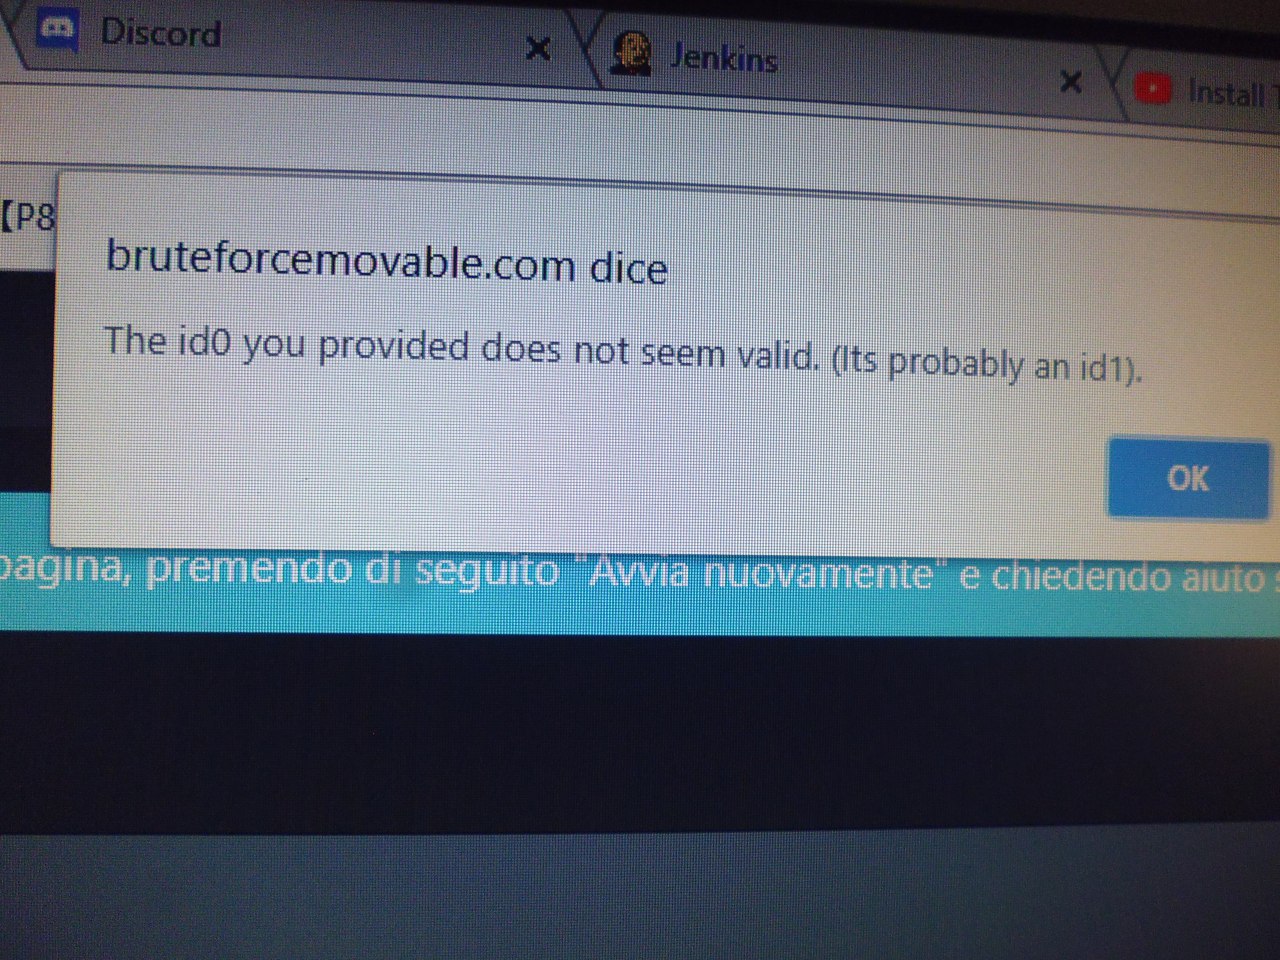 Discord
Jenkins
Install
【P8
bruteforcemovable.com dice
The id0 you provided does not seem valid. (Its probably an id1).
OK
pagina, premendo di seguito "Avvia nuovamente" e chiedendo aiuto s